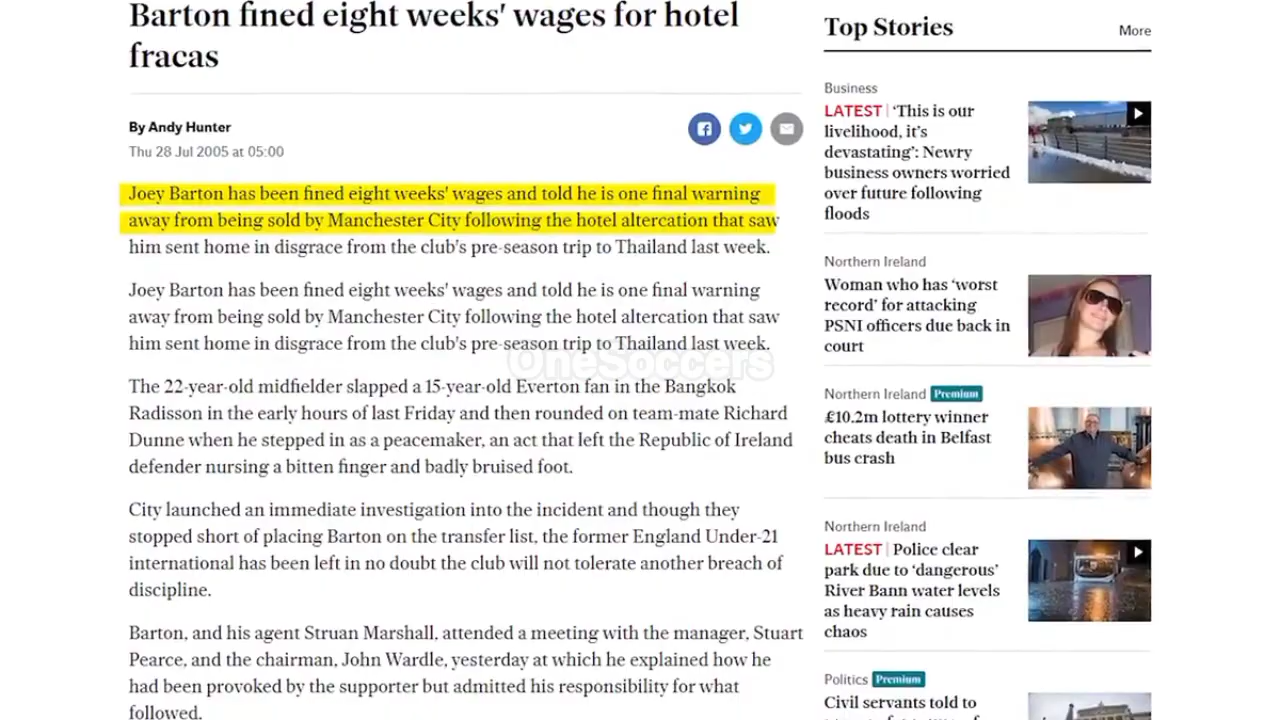 Barton fined eight weeks' wages for hotel
fracas
By Andy Hunter
Thu 28 Jul 2005 at 05:00
Joey Barton has been fined eight weeks' wages and told he is one final warning
away from being sold by Manchester City following the hotel altercation that saw
him sent home in disgrace from the club's pre-season trip to Thailand last week.
Joey Barton has been fined eight weeks' wages and told he is one final warning
away from being sold by Manchester City following the hotel altercation that saw
him sent home in disgrace from the club's pre-season trip to Thailand last week.
OneSoccers
The 22-year-old midfielder slapped a 15-year-old Everton fan in the Bangkok
Radisson in the early hours of last Friday and then rounded on team-mate Richard
Dunne when he stepped in as a peacemaker, an act that left the Republic of Ireland
defender nursing a bitten finger and badly bruised foot.
City launched an immediate investigation into the incident and though they
stopped short of placing Barton on the transfer list, the former England Under-21
international has been left in no doubt the club will not tolerate another breach of
discipline.
Barton, and his agent Struan Marshall, attended a meeting with the manager, Stuart
Pearce, and the chairman, John Wardle, yesterday at which he explained how he
had been provoked by the supporter but admitted his responsibility for what
followed.
Top Stories
More
Business
LATEST | 'This is our
livelihood, it's
devastating': Newry
business owners worried
over future following
floods
Northern Ireland
Woman who has 'worst
record' for attacking
PSNI officers due back in
court
Northern Ireland Premium
£10.2m lottery winner
cheats death in Belfast
bus crash
Northern Ireland
LATEST | Police clear
park due to 'dangerous'
River Bann water levels
as heavy rain causes
chaos
Politics Premium
Civil servants told to